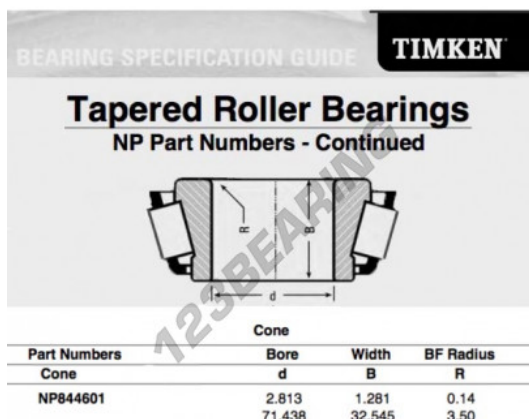 BEARING SPECIFICATION GUIDE
TIMKEN
Tapered Roller Bearings
NP Part Numbers - Continued
R
B
d
123BEARING
Cone
Part Numbers Bore Width BF Radius
Cone d B R
NP844601 2.813 1.281 0.14
71.438 32.545 3.50